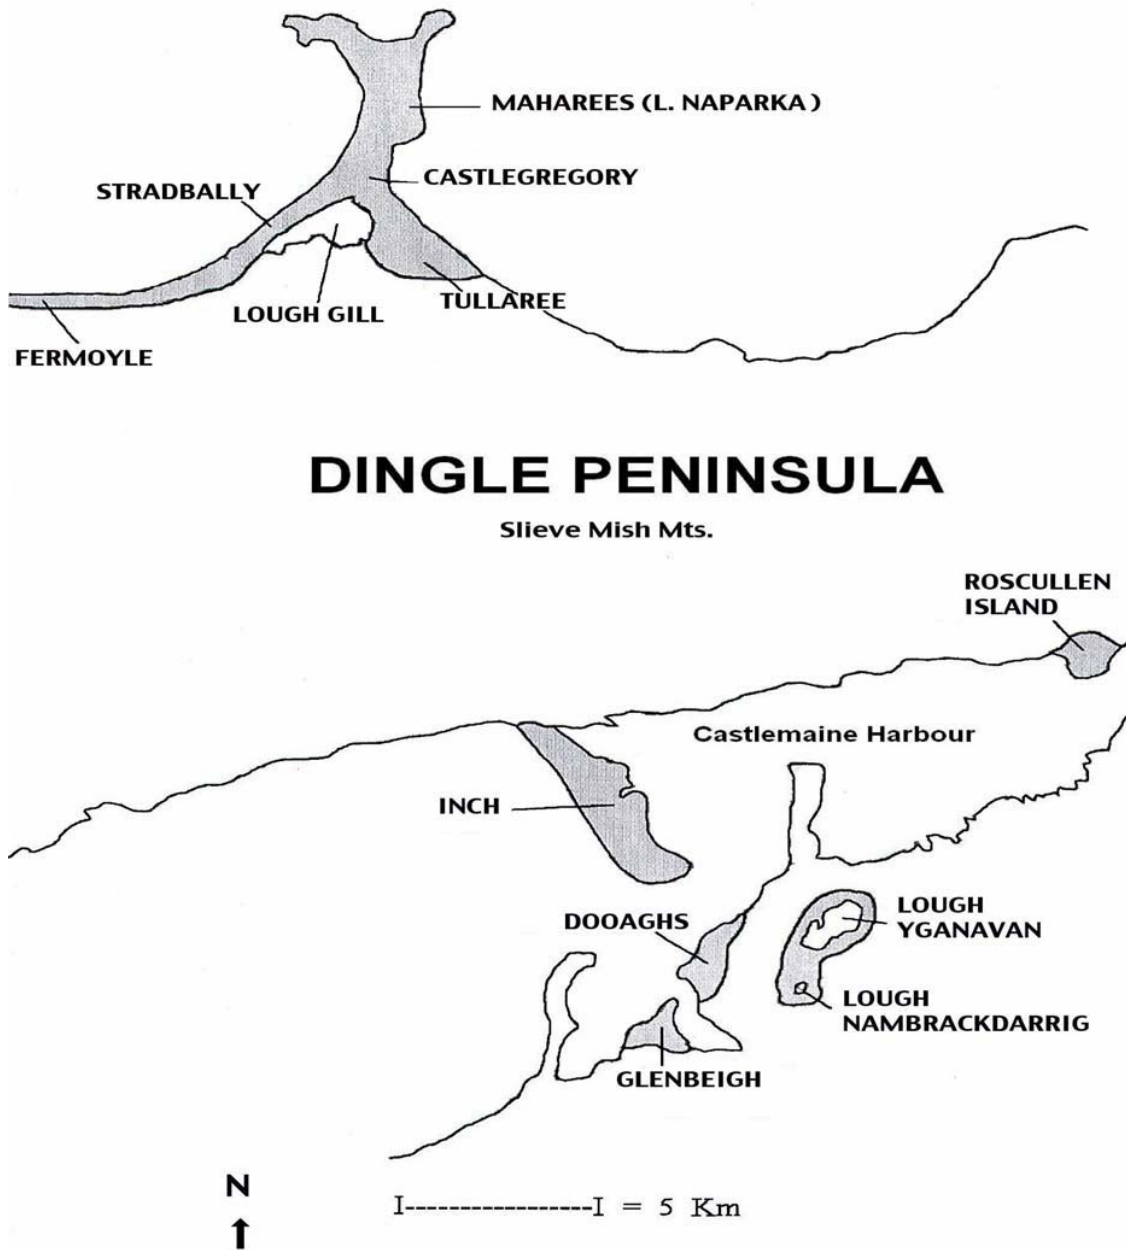 MAHAREES (L. NAPARKA )
CASTLEGREGORY
STRADBALLY
LOUGH GILL
TULLAREE
FERMOYLE
DINGLE PENINSULA
Slieve Mish Mts.
ROSCULLEN
ISLAND
Castlemaine Harbour
INCH
DOOAGHS
LOUGH
YGANAVAN
LOUGH
NAMBRACKDARRIG
GLENBEIGH
N
I-----------------I = 5 Km